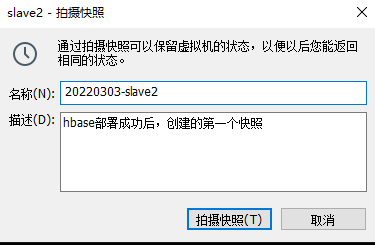 slave2 - 拍摄快照
通过拍摄快照可以保留虚拟机的状态，以便以后您能返回
相同的状态。
名称(N): 20220303-slave2
描述(D): hbase部署成功后，创建的第一个快照
拍摄快照(T) 取消